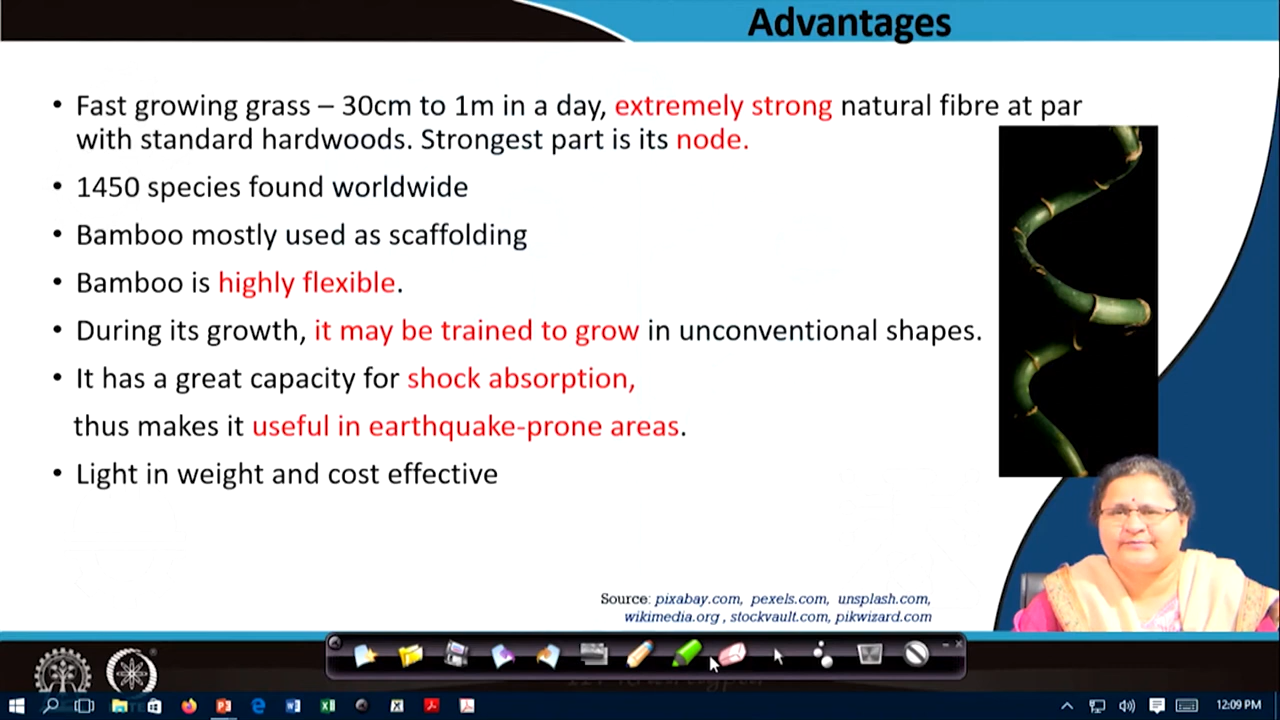 Advantages
• Fast growing grass – 30cm to 1m in a day, extremely strong natural fibre at par
with standard hardwoods. Strongest part is its node.
• 1450 species found worldwide
• Bamboo mostly used as scaffolding
• Bamboo is highly flexible.
• During its growth, it may be trained to grow in unconventional shapes.
• It has a great capacity for shock absorption,
thus makes it useful in earthquake-prone areas.
• Light in weight and cost effective
Source: pixabay.com, pexels.com, unsplash.com,
wikimedia.org , stockvault.com, pikwizard.com
12:09 PM